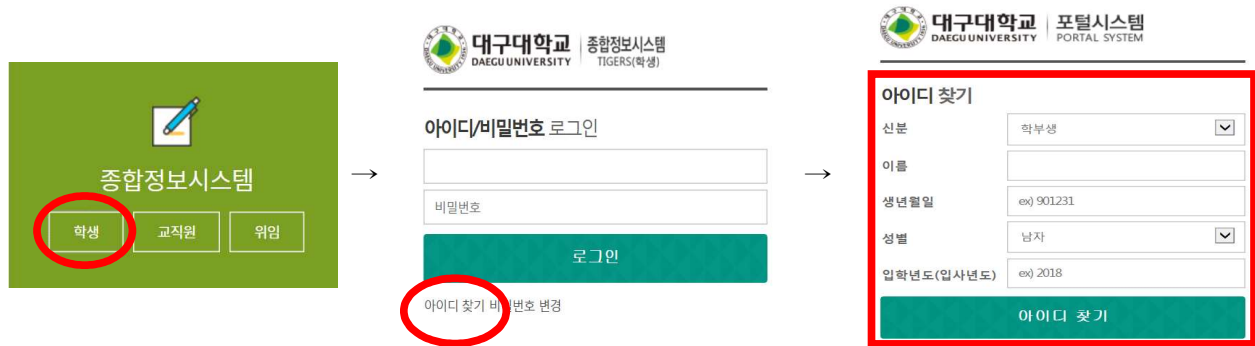 종합정보시스템
학생
교직원
위임
→
대구대학교
DAEGU UNIVERSITY
종합정보시스템
TIGERS(학생)
아이디/비밀번호 로그인
비밀번호
로그인
아이디 찾기 비밀번호 변경
→
대구대학교
DAEGU UNIVERSITY
포털시스템
PORTAL SYSTEM
아이디 찾기
신분 학부생
이름
생년월일 ex) 901231
성별 남자
입학년도(입사년도) ex) 2018
아이디 찾기